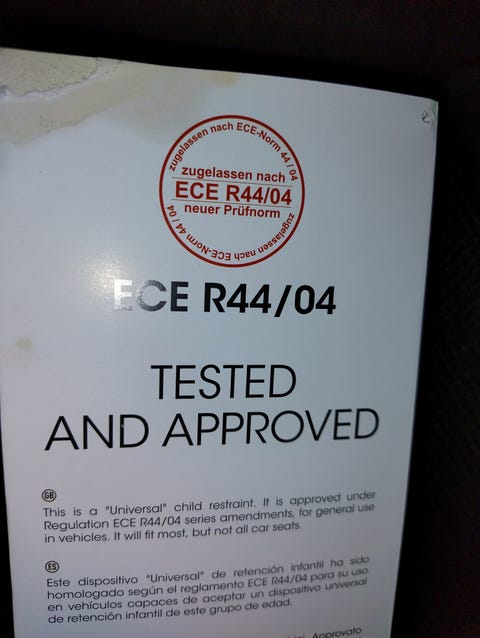 zugelassen nach ECE-Norm 44 / 04
zugelassen nach
ECE R44/04
neuer Prüfnorm
zugelassen nach ECE-Norm 44 / 04
ECE R44/04
TESTED
AND APPROVED
GB
This is a "Universal" child restraint. It is approved under
Regulation ECE R44/04 series amendments, for general use
in vehicles. It will fit most, but not all car seats.
ES
Este dispositivo "Universal" de retención infantil ha sido
homologado según el reglamento ECE R44/04 para su uso
en vehículos capaces de aceptar un dispositivo universal
de retención infantil de este grupo de edad.
Approvato